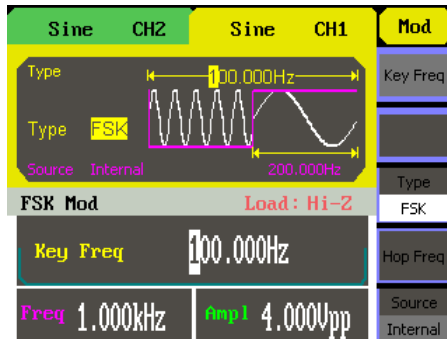 Sine CH2 Sine CH1 Mod
Type 100.000Hz Key Freq
Type FSK
Source Internal 200.000Hz
Type
FSK Mod Load: Hi-Z FSK
Key Freq 100.000Hz Hop Freq
Freq 1.000kHz Ampl 4.000Vpp Source
Internal